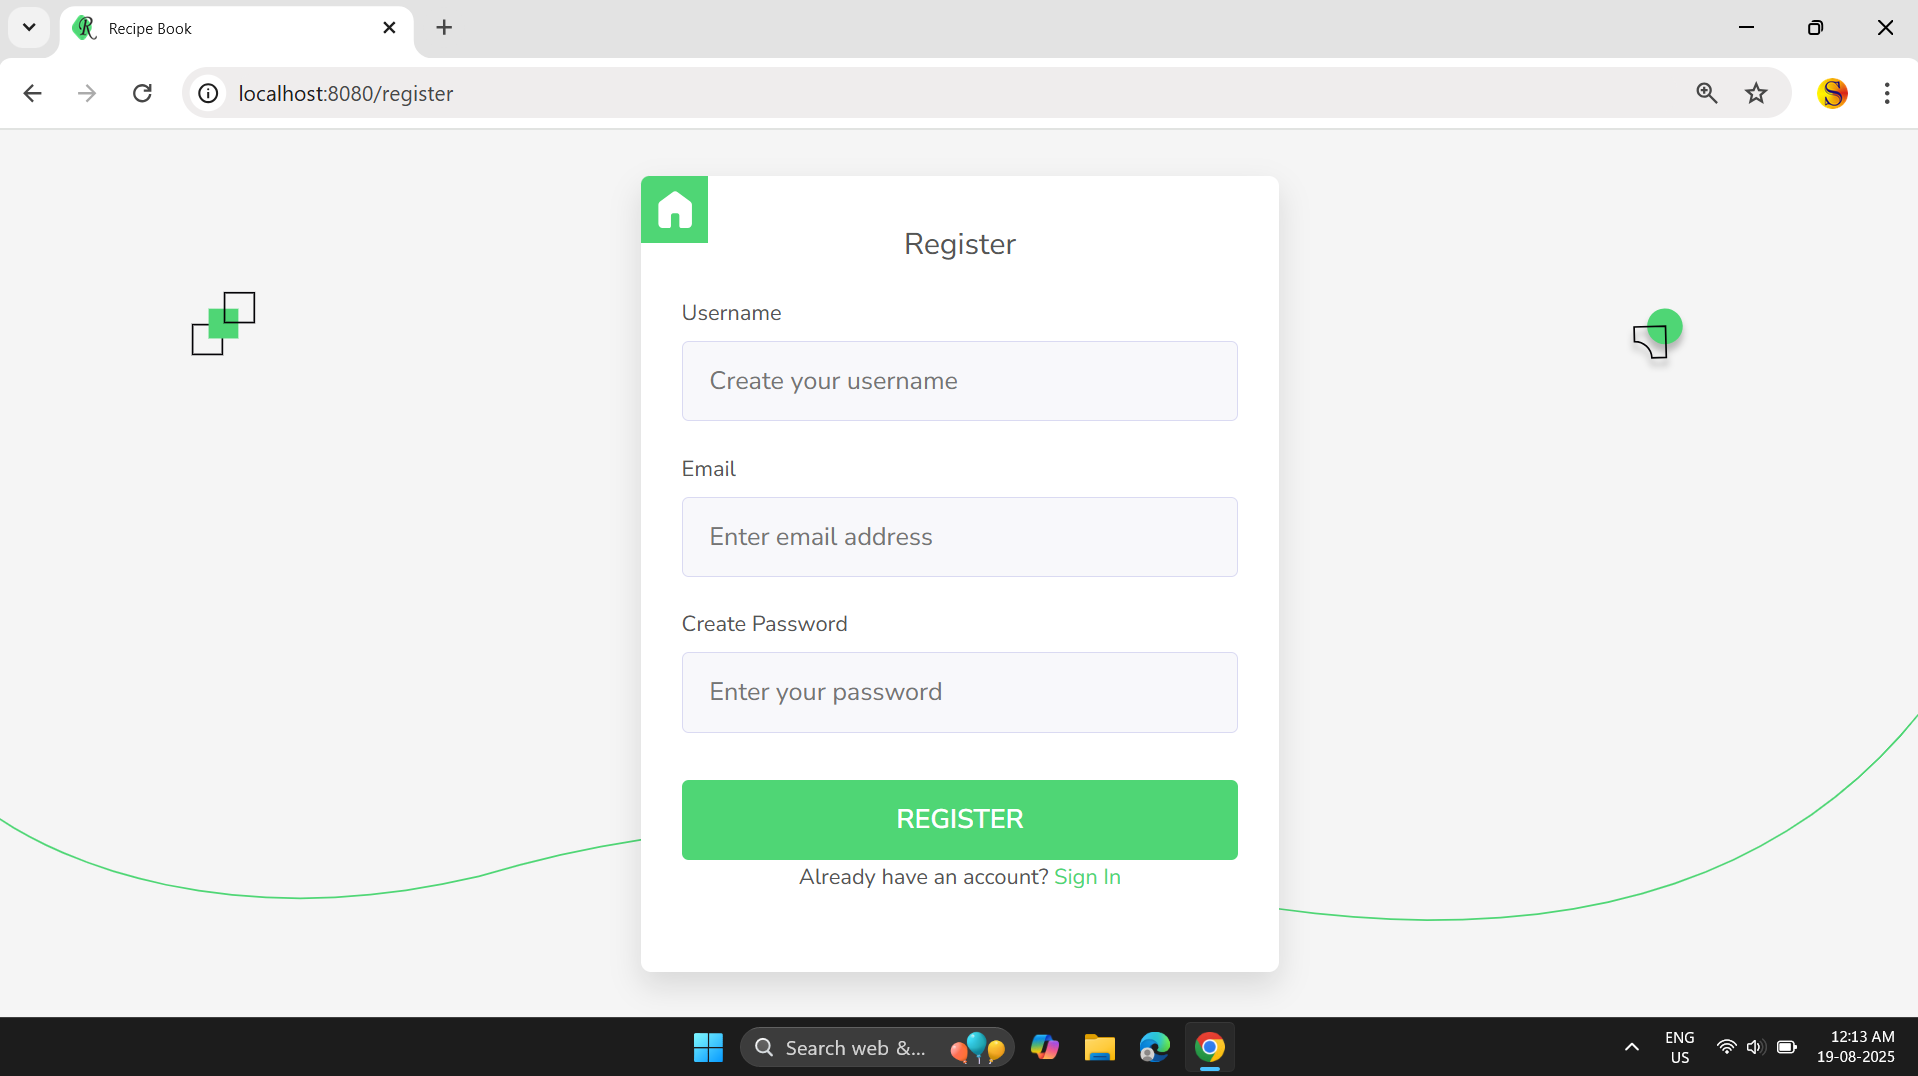 Recipe Book
localhost:8080/register
Register
Username
Create your username
Email
Enter email address
Create Password
Enter your password
REGISTER
Already have an account? Sign In
Search web &...
ENG
US
12:13 AM
19-08-2025